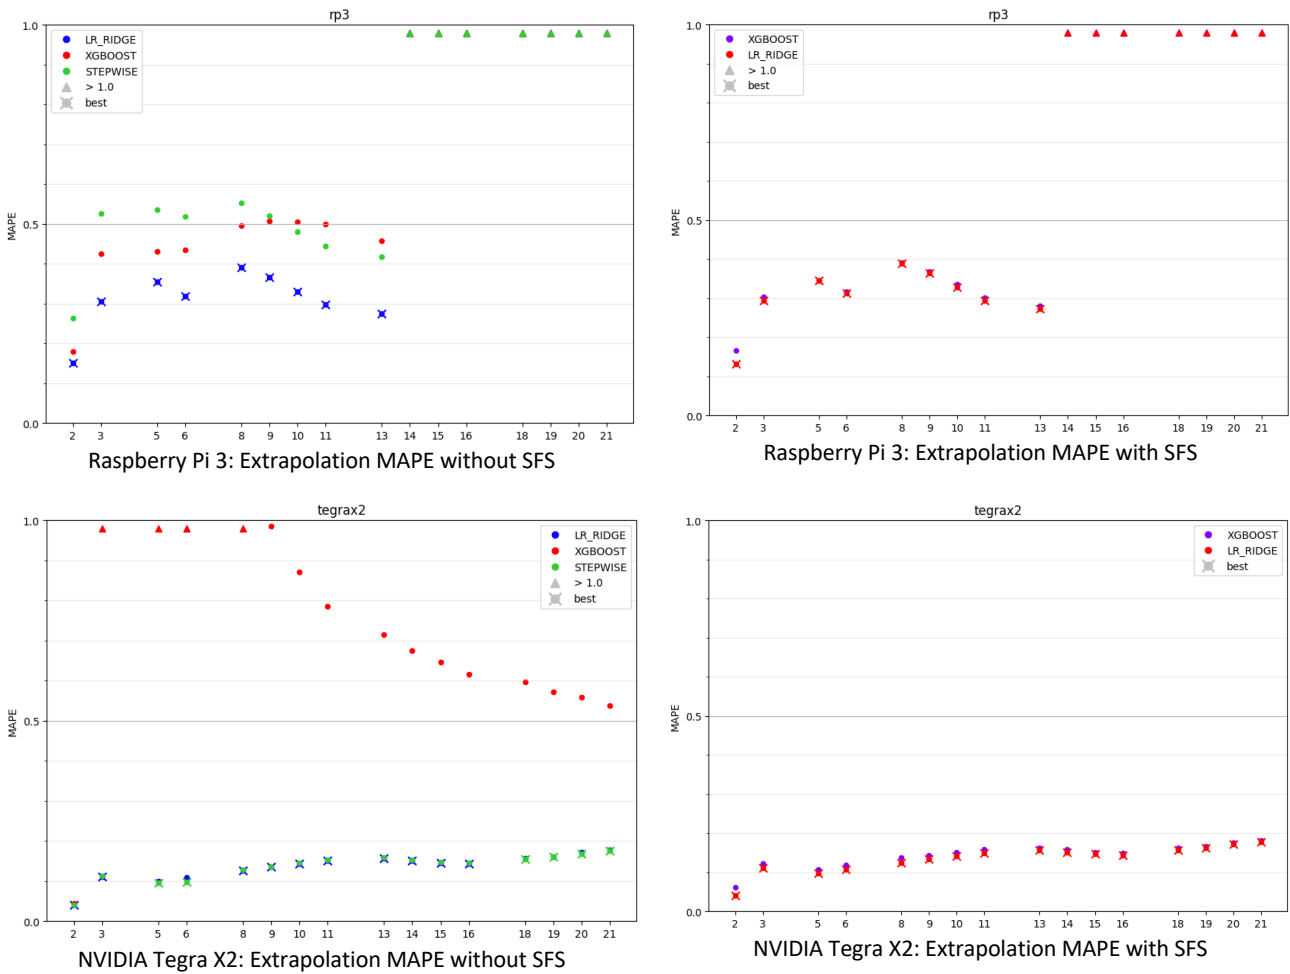 rp3
1.0
LR_RIDGE
XGBOOST
STEPWISE
> 1.0
best
MAPE
0.5
0.0
2 3 5 6 8 9 10 11 13 14 15 16 18 19 20 21
Raspberry Pi 3: Extrapolation MAPE without SFS
rp3
1.0
XGBOOST
LR_RIDGE
> 1.0
best
MAPE
0.5
0.0
2 3 5 6 8 9 10 11 13 14 15 16 18 19 20 21
Raspberry Pi 3: Extrapolation MAPE with SFS
tegrax2
1.0
LR_RIDGE
XGBOOST
STEPWISE
> 1.0
best
MAPE
0.5
0.0
2 3 5 6 8 9 10 11 13 14 15 16 18 19 20 21
NVIDIA Tegra X2: Extrapolation MAPE without SFS
tegrax2
1.0
XGBOOST
LR_RIDGE
best
MAPE
0.5
0.0
2 3 5 6 8 9 10 11 13 14 15 16 18 19 20 21
NVIDIA Tegra X2: Extrapolation MAPE with SFS